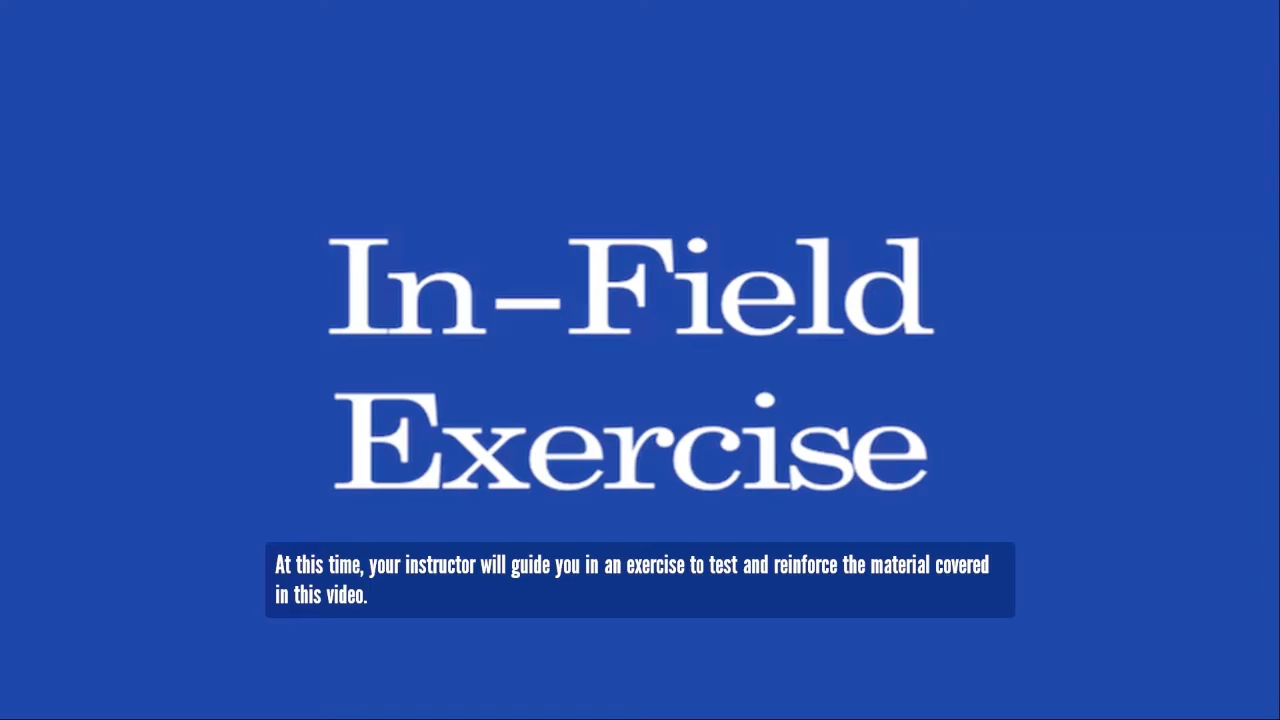 In-Field
Exercise
At this time, your instructor will guide you in an exercise to test and reinforce the material covered
in this video.